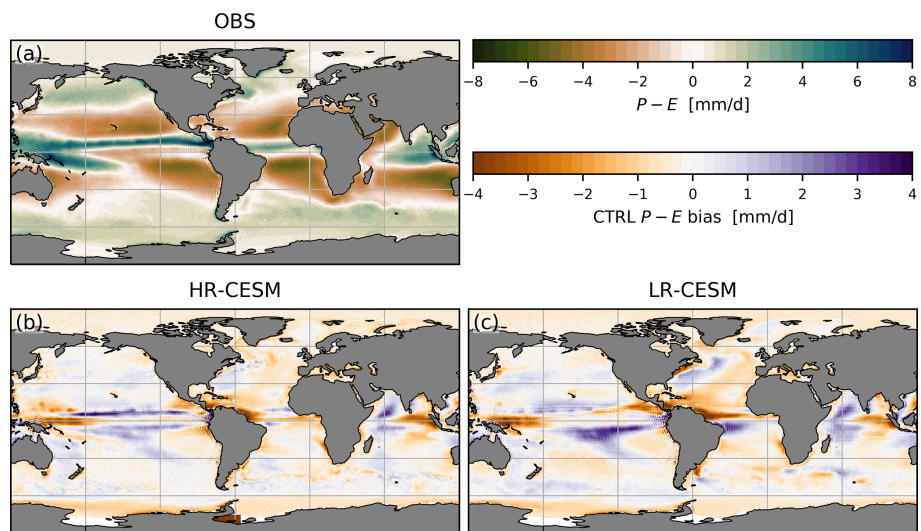 OBS
(a)
−8 −6 −4 −2 0 2 4 6 8
P − E [mm/d]
−4 −3 −2 −1 0 1 2 3 4
CTRL P − E bias [mm/d]
HR-CESM
LR-CESM
(b)
(c)